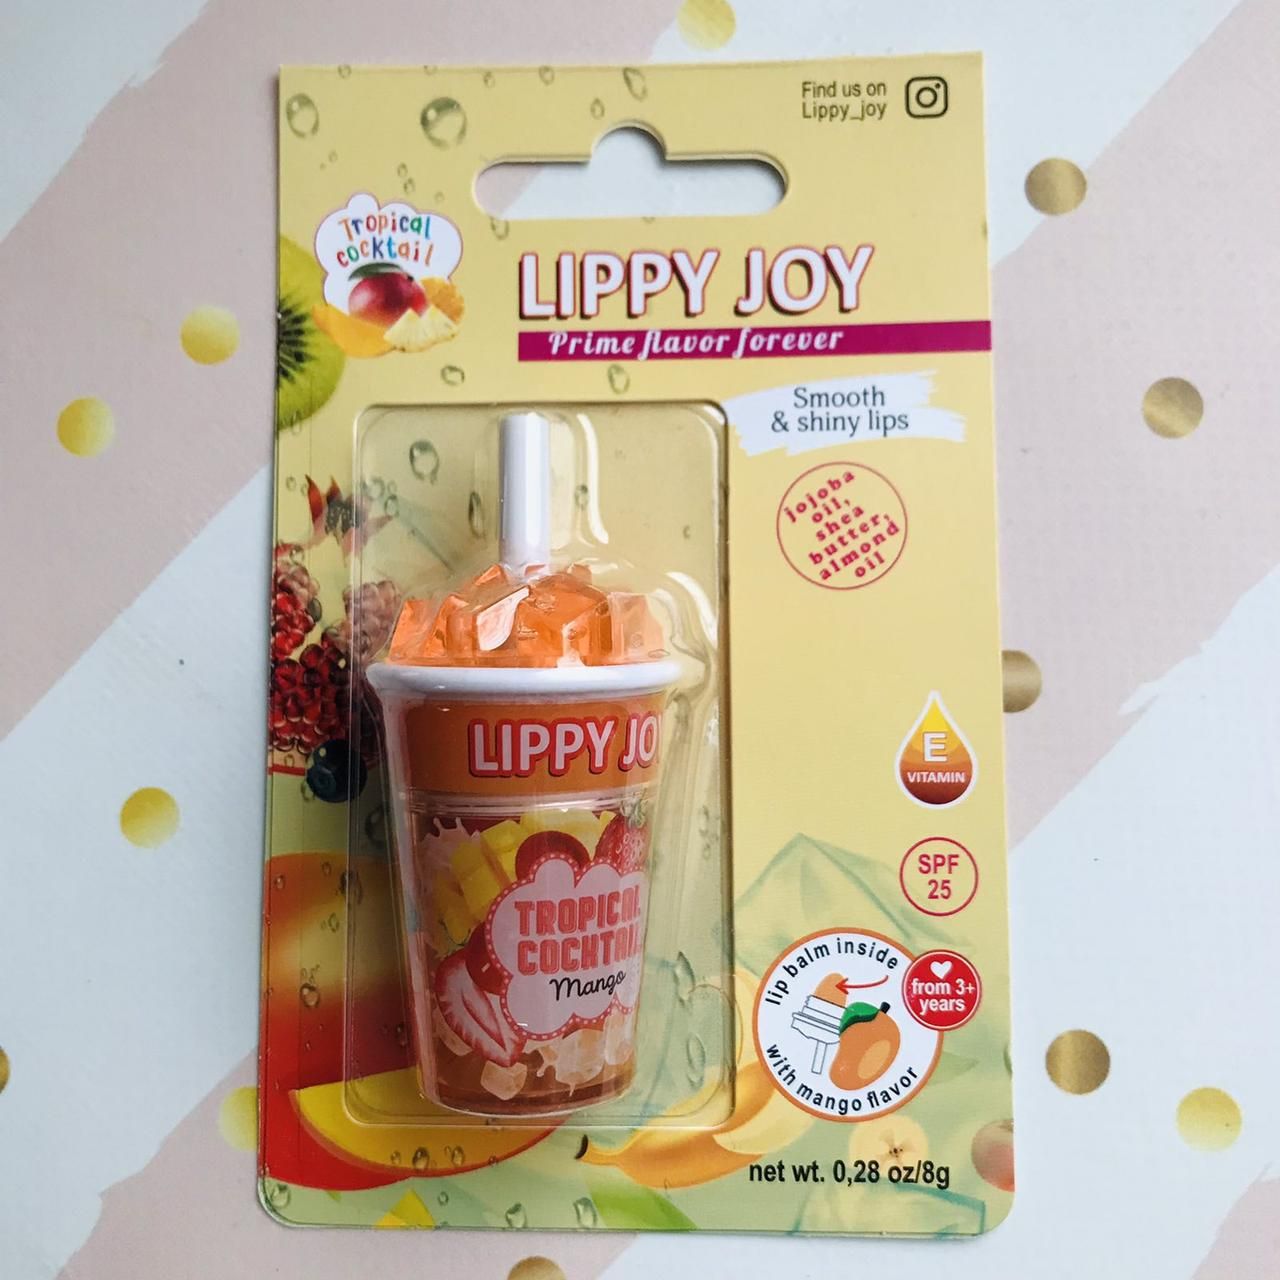 Find us on
Lippy_joy
Tropical
cocktail
LIPPY JOY
Prime flavor forever
Smooth
& shiny lips
jojoba
oil,
shea
butter,
almond
oil
LIPPY JO
TROPICAL
COCKTAIL
Mango
E
VITAMIN
SPF
25
lip balm inside
with mango flavor
from 3+
years
net wt. 0,28 oz/8g